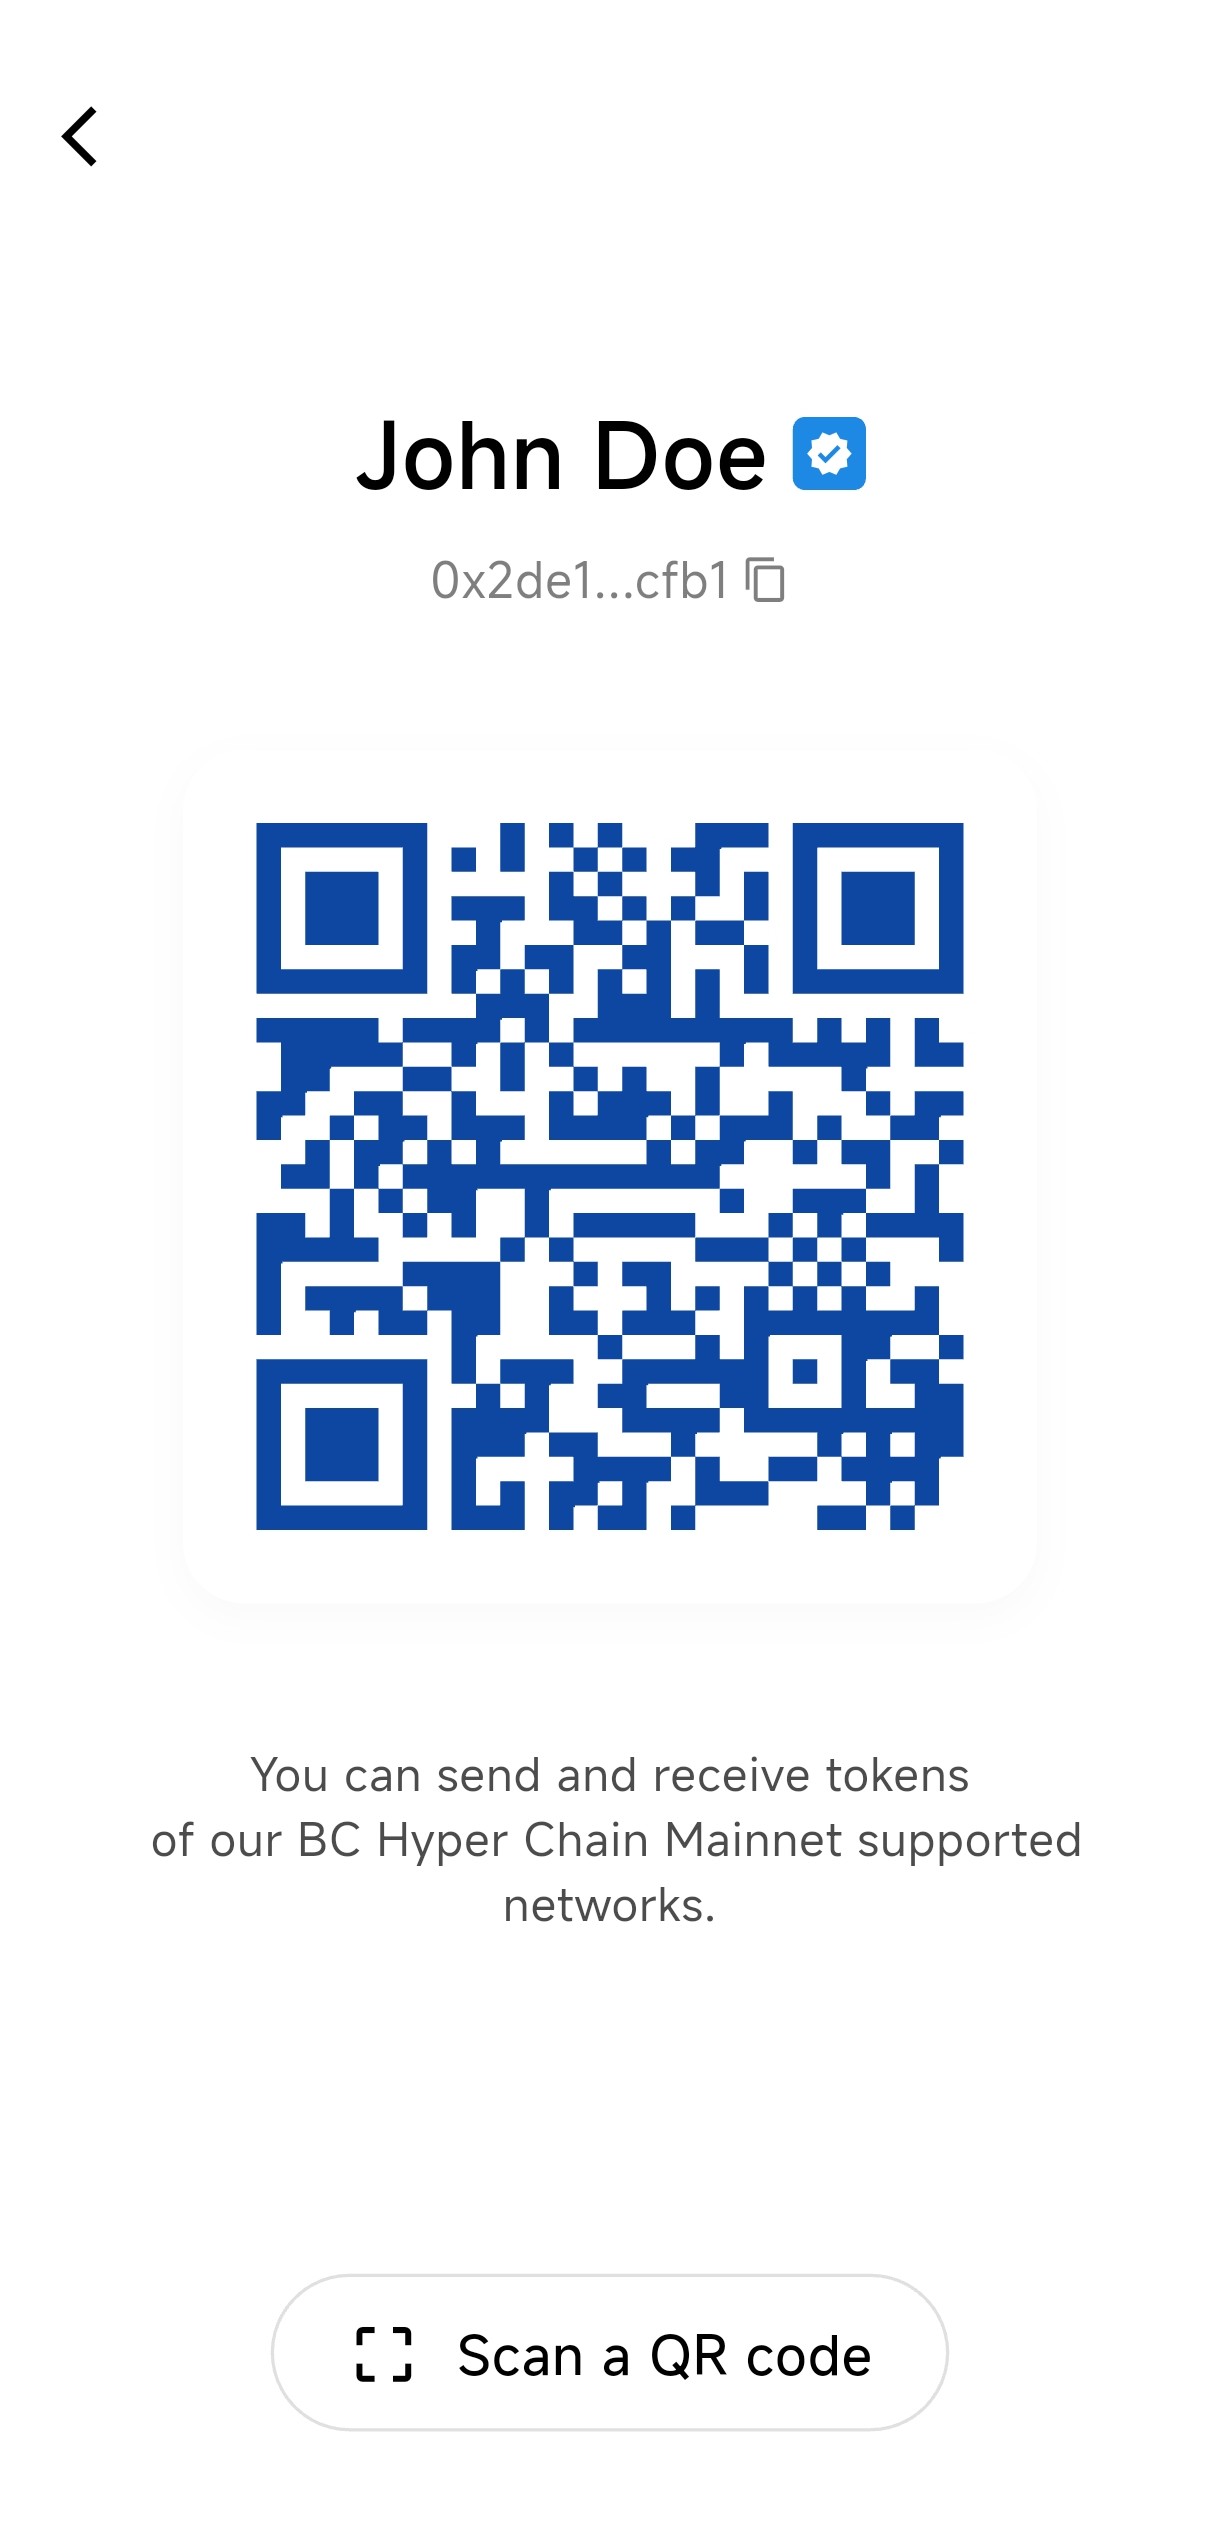 John Doe
0x2de1...cfb1
You can send and receive tokens
of our BC Hyper Chain Mainnet supported
networks.
Scan a QR code